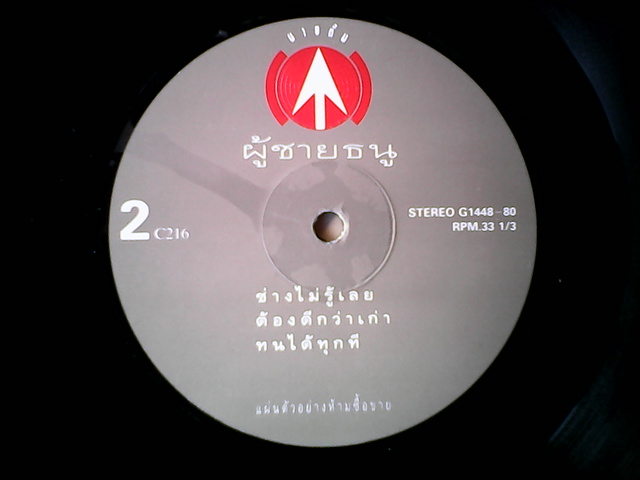 ผู้ชายธนู
2 C216
STEREO G1448-80
RPM.33 1/3
ช่างไม่รู้เลย
ต้องดีกว่าเก่า
ทนได้ทุกที
แผ่นตัวอย่างห้ามซื้อขาย